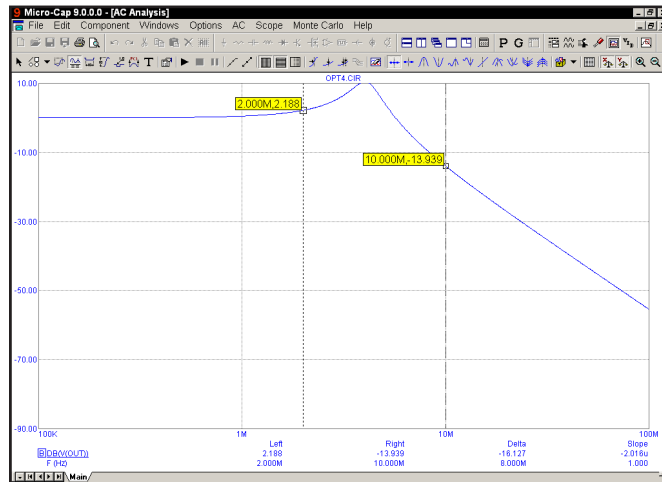 9 Micro-Cap 9.0.0.0 - [AC Analysis]
File Edit Component Windows Options AC Scope Monte Carlo Help
P G
T
OPT4.CIR
10.00
2.000M,2.188
-10.00
10.000M,-13.939
-30.00
-50.00
-70.00
-90.00
100K 1M 10M 100M
Left Right Delta Slope
DB(V(OUT)) 2.188 -13.939 -16.127 -2.016u
F (Hz) 2.000M 10.000M 8.000M 1.000
Main